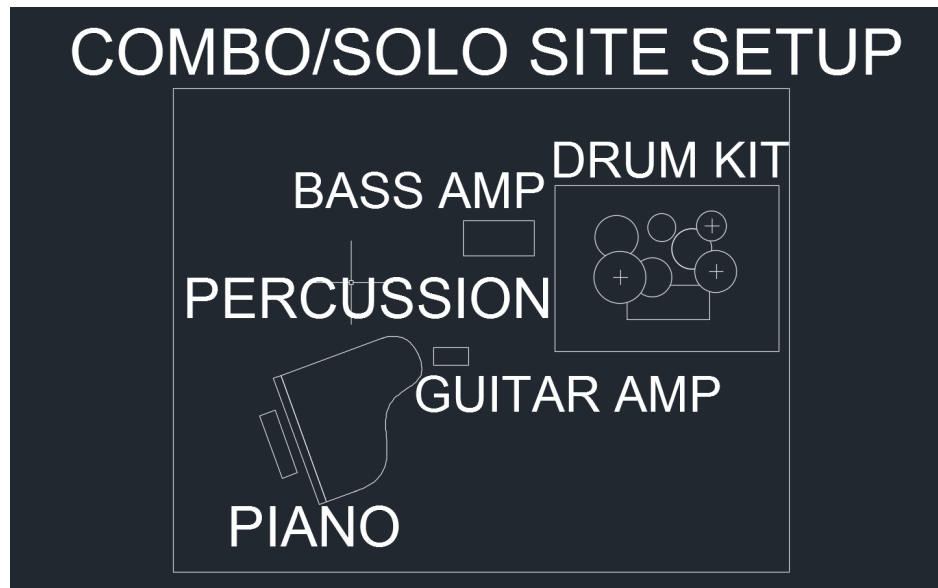 COMBO/SOLO SITE SETUP
DRUM KIT
BASS AMP
PERCUSSION
GUITAR AMP
PIANO